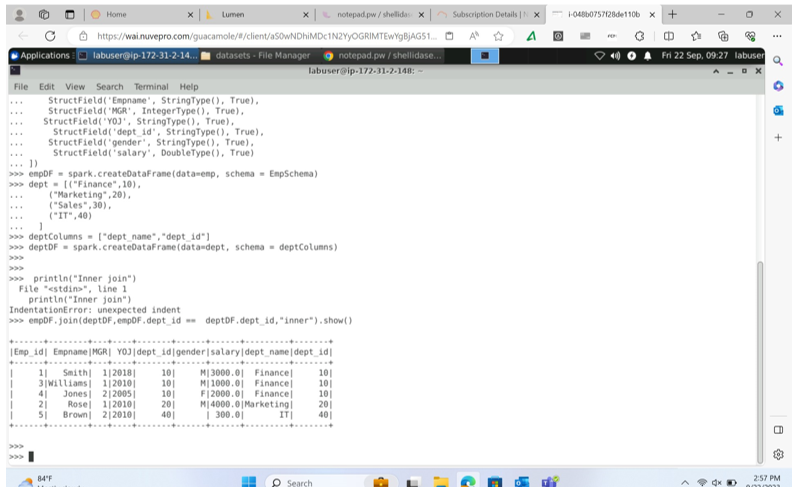 Home
Lumen
notepad.pw / shellidas
Subscription Details | N
i-048b0757f28de110b
https://wai.nuvepro.com/guacamole/#/client/aS0wNDhiMDc1N2YyOGRlMTEwYgBjAGS1...
Applications
labuser@ip-172-31-2-14...
datasets - File Manager
notepad.pw / shellidase...
Fri 22 Sep, 09:27 labuser
labuser@ip-172-31-2-148: ~
File Edit View Search Terminal Help
... StructField('Empname', StringType(), True),
... StructField('MGR', IntegerType(), True),
... StructField('YOJ', StringType(), True),
... StructField('dept_id', StringType(), True),
... StructField('gender', StringType(), True),
... StructField('salary', DoubleType(), True)
... ])
>>> empDF = spark.createDataFrame(data=emp, schema = EmpSchema)
>>> dept = [("Finance",10),
... ("Marketing",20),
... ("Sales",30),
... ("IT",40)
... ]
>>> deptColumns = ["dept_name","dept_id"]
>>> deptDF = spark.createDataFrame(data=dept, schema = deptColumns)
>>>
>>>
>>>  println("Inner join")
File "<stdin>", line 1
println("Inner join")
IndentationError: unexpected indent
>>> empDF.join(deptDF,empDF.dept_id ==  deptDF.dept_id,"inner").show()
+------+--------+---+----+-------+------+------+---------+-------+
|Emp_id| Empname|MGR| YOJ|dept_id|gender|salary|dept_name|dept_id|
+------+--------+---+----+-------+------+------+---------+-------+
|     1|   Smith|  1|2018|     10|     M|3000.0|  Finance|     10|
|     3|Williams|  1|2010|     10|     M|1000.0|  Finance|     10|
|     4|   Jones|  2|2005|     10|     F|2000.0|  Finance|     10|
|     2|    Rose|  1|2010|     20|     M|4000.0|Marketing|     20|
|     5|   Brown|  2|2010|     40|      | 300.0|       IT|     40|
+------+--------+---+----+-------+------+------+---------+-------+
>>>
>>>
84°F
Search
2:57 PM